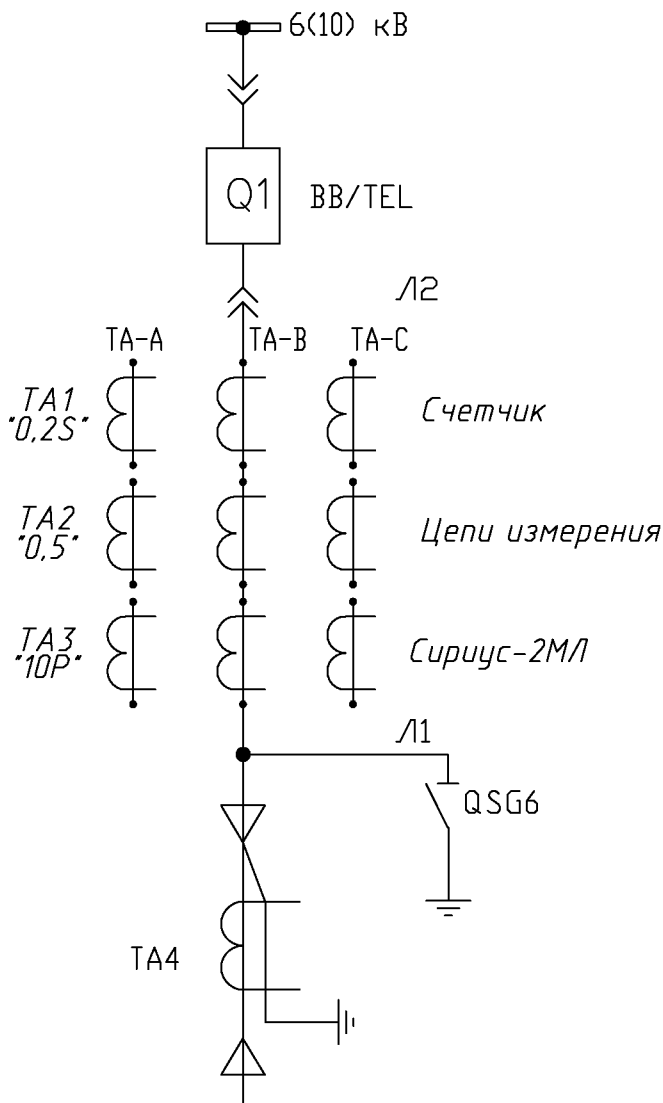 6(10) кВ
Q1
BB/TEL
Л2
TA-A
TA-B
TA-C
TA1
"0,2S"
Счетчик
TA2
"0,5"
Цепи измерения
TA3
"10P"
Сириус-2МЛ
Л1
QSG6
TA4